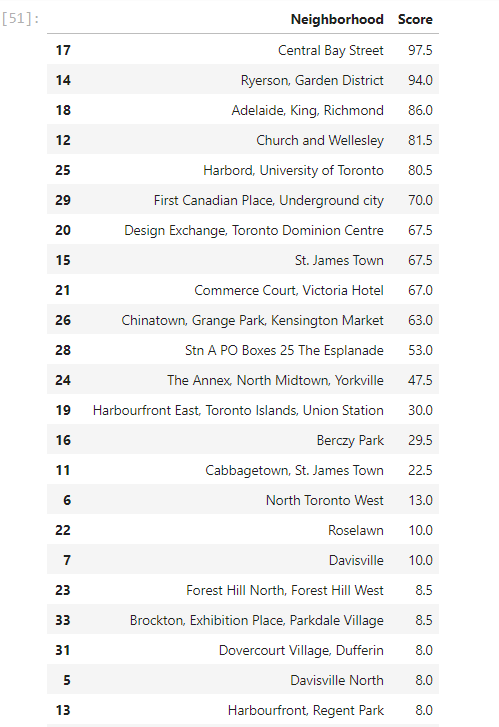 [51]: Neighborhood Score
17 Central Bay Street 97.5
14 Ryerson, Garden District 94.0
18 Adelaide, King, Richmond 86.0
12 Church and Wellesley 81.5
25 Harbord, University of Toronto 80.5
29 First Canadian Place, Underground city 70.0
20 Design Exchange, Toronto Dominion Centre 67.5
15 St. James Town 67.5
21 Commerce Court, Victoria Hotel 67.0
26 Chinatown, Grange Park, Kensington Market 63.0
28 Stn A PO Boxes 25 The Esplanade 53.0
24 The Annex, North Midtown, Yorkville 47.5
19 Harbourfront East, Toronto Islands, Union Station 30.0
16 Berczy Park 29.5
11 Cabbagetown, St. James Town 22.5
6 North Toronto West 13.0
22 Roselawn 10.0
7 Davisville 10.0
23 Forest Hill North, Forest Hill West 8.5
33 Brockton, Exhibition Place, Parkdale Village 8.5
31 Dovercourt Village, Dufferin 8.0
5 Davisville North 8.0
13 Harbourfront, Regent Park 8.0